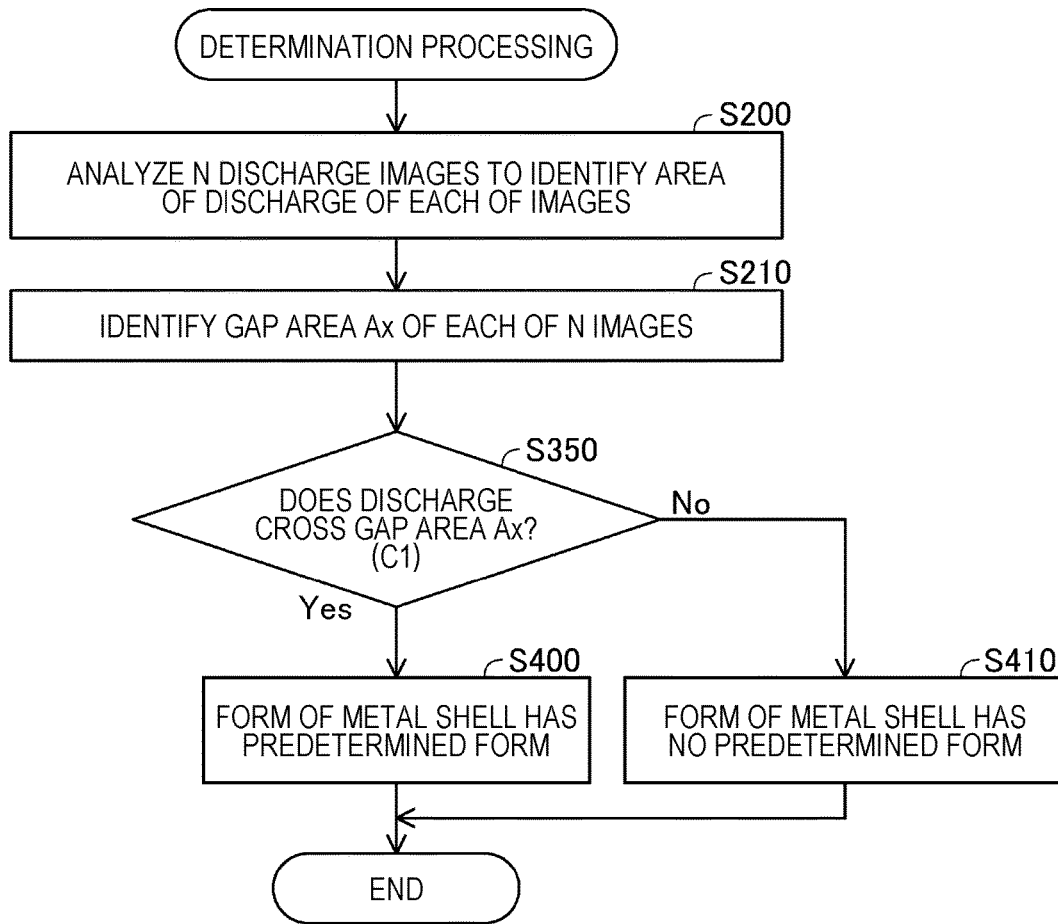 DETERMINATION PROCESSING
S200
ANALYZE N DISCHARGE IMAGES TO IDENTIFY AREA
OF DISCHARGE OF EACH OF IMAGES
S210
IDENTIFY GAP AREA Ax OF EACH OF N IMAGES
S350
DOES DISCHARGE
CROSS GAP AREA Ax?
(C1)
No
Yes
S400
FORM OF METAL SHELL HAS
PREDETERMINED FORM
S410
FORM OF METAL SHELL HAS
NO PREDETERMINED FORM
END